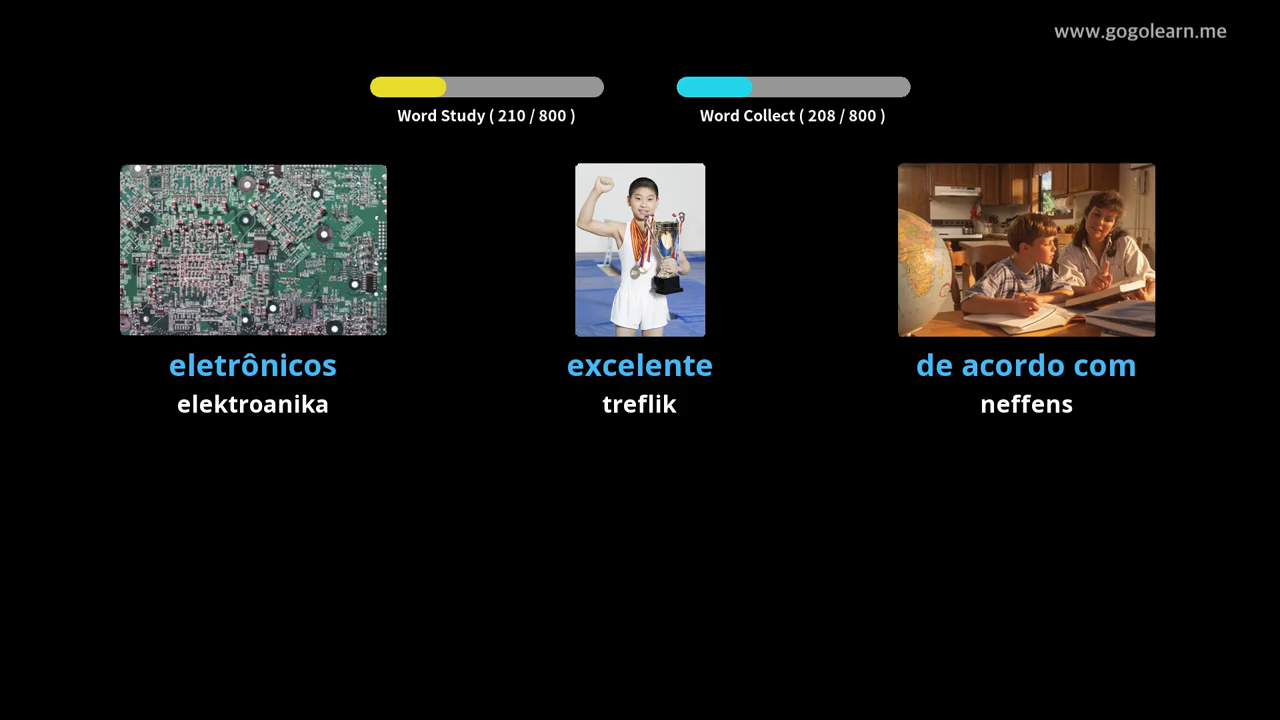 www.gogolearn.me
Word Study ( 210 / 800 )
Word Collect ( 208 / 800 )
eletrônicos
elektroanika
excelente
treflik
de acordo com
neffens